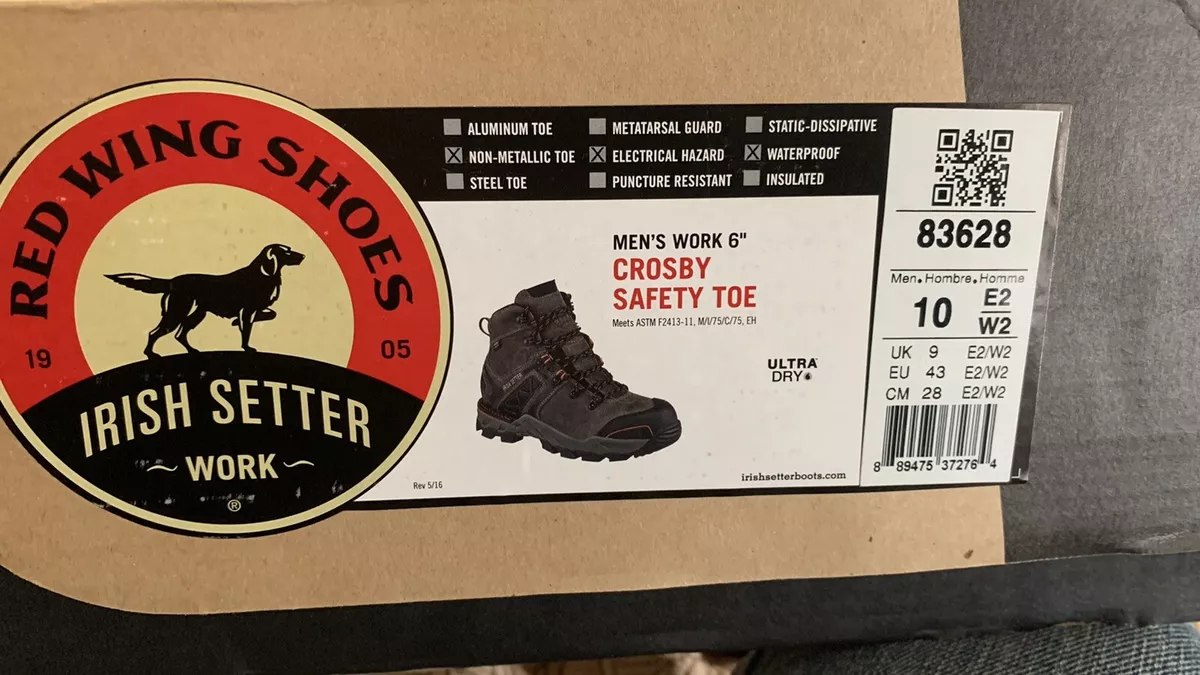 RED WING SHOES
19 05
IRISH SETTER
WORK
®
ALUMINUM TOE
NON-METALLIC TOE
STEEL TOE
METATARSAL GUARD
ELECTRICAL HAZARD
PUNCTURE RESISTANT
STATIC-DISSIPATIVE
WATERPROOF
INSULATED
MEN'S WORK 6"
CROSBY
SAFETY TOE
Meets ASTM F2413-11, M/I/75/C/75, EH
IRISH SETTER
ULTRA
DRY
Rev 5/16
irishsetterboots.com
83628
Men. Hombre. Homme
10 E2
W2
UK 9 E2/W2
EU 43 E2/W2
CM 28 E2/W2
8 89475 37276 4